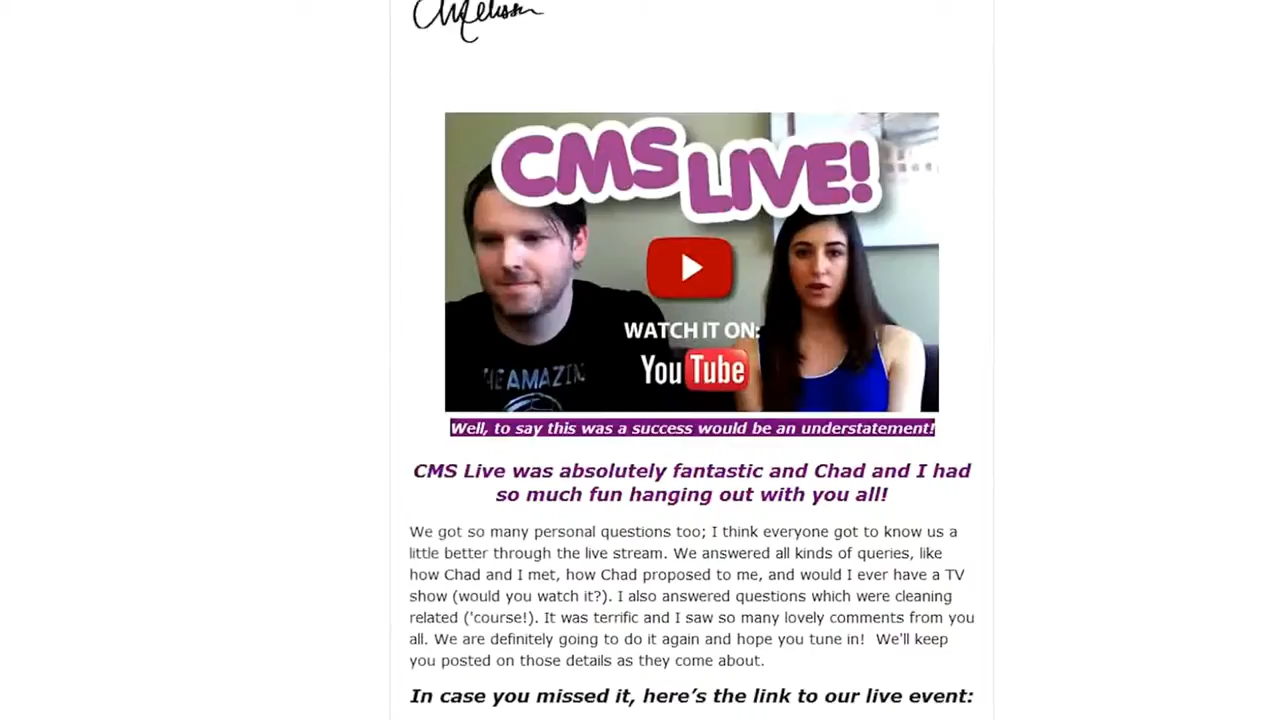 Melissa
CMS LIVE!
WATCH IT ON:
YouTube
THE AMAZIN
Well, to say this was a success would be an understatement!
CMS Live was absolutely fantastic and Chad and I had
so much fun hanging out with you all!
We got so many personal questions too; I think everyone got to know us a
little better through the live stream. We answered all kinds of queries, like
how Chad and I met, how Chad proposed to me, and would I ever have a TV
show (would you watch it?). I also answered questions which were cleaning
related ('course!). It was terrific and I saw so many lovely comments from you
all. We are definitely going to do it again and hope you tune in!  We'll keep
you posted on those details as they come about.
In case you missed it, here’s the link to our live event: